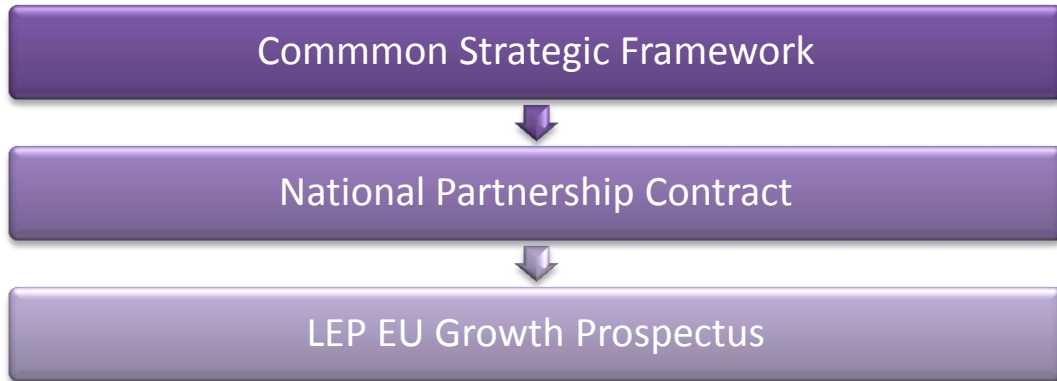 Commmon Strategic Framework
National Partnership Contract
LEP EU Growth Prospectus